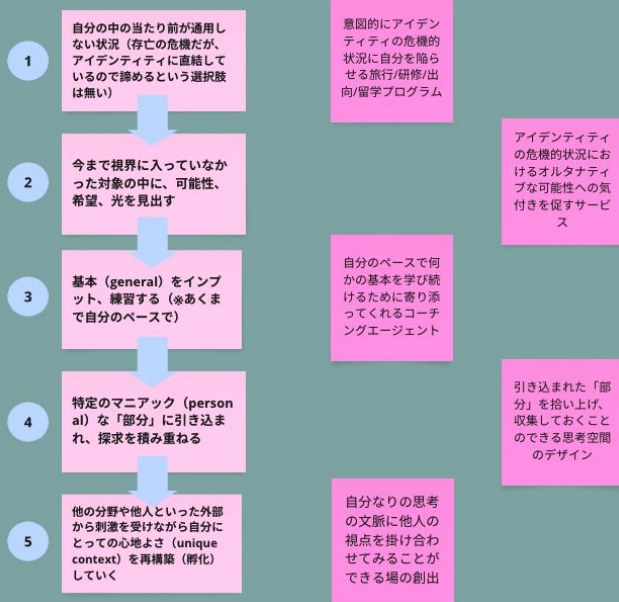 1
自分の中の当たり前が通用し
ない状況（存亡の危機だが、
アイデンティティに直結して
いるので諦めるという選択肢
は無い）
意図的にアイデン
ティティの危機的
状況に自分を陥ら
せる旅行/研修/出
向/留学プログラム
2
今まで視界に入っていなか
った対象の中に、可能性、
希望、光を見出す
アイデンティティ
の危機的状況にお
けるオルタナティ
ブな可能性への気
付きを促すサービ
ス
3
基本（general）をインプ
ット、練習する（※あくま
で自分のペースで）
自分のペースで何
かの基本を学び続
けるために寄り添
ってくれるコーチ
ングエージェント
4
特定のマニアック（person
al）な「部分」に引き込ま
れ、探求を積み重ねる
引き込まれた「部
分」を拾い上げ、
収集しておくこと
のできる思考空間
のデザイン
5
他の分野や他人といった外部
から刺激を受けながら自分に
とっての心地よさ（unique
context）を再構築（孵化）
していく
自分なりの思考
の文脈に他人の
視点を掛け合わ
せてみることが
できる場の創出